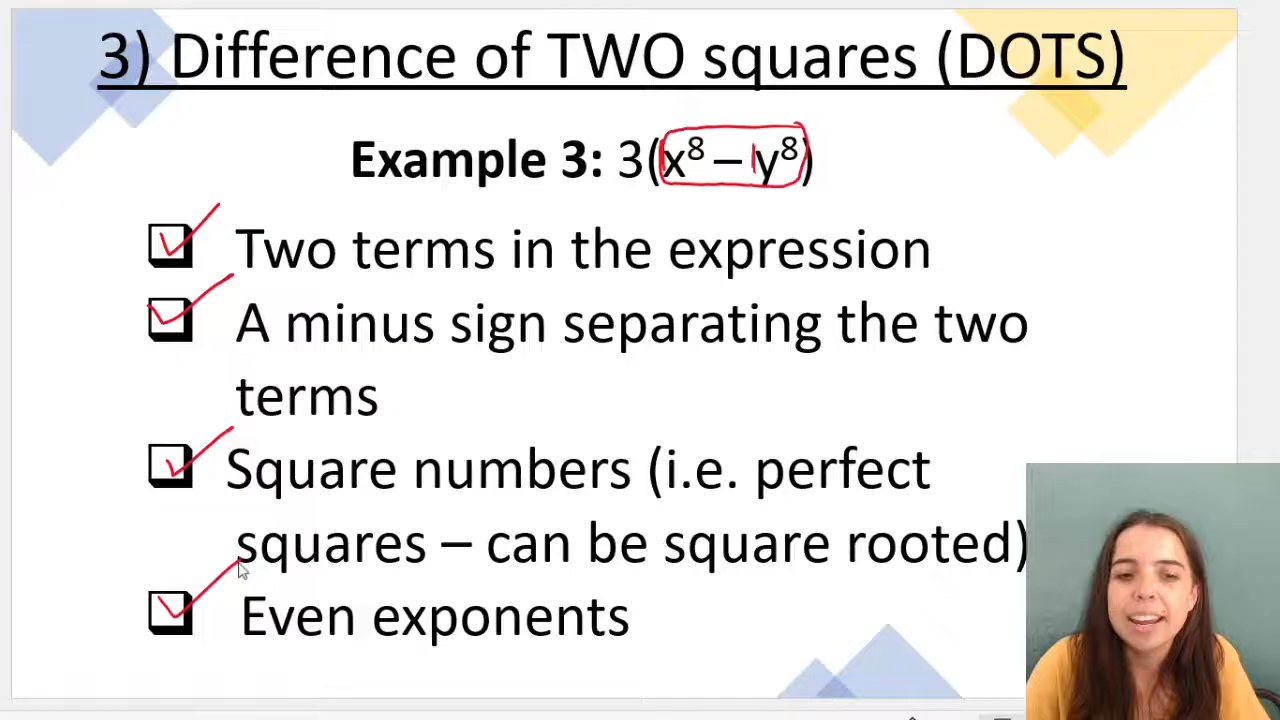 3) Difference of TWO squares (DOTS)
Example 3: 3(x⁸ – y⁸)
Two terms in the expression
A minus sign separating the two
terms
Square numbers (i.e. perfect
squares – can be square rooted)
Even exponents